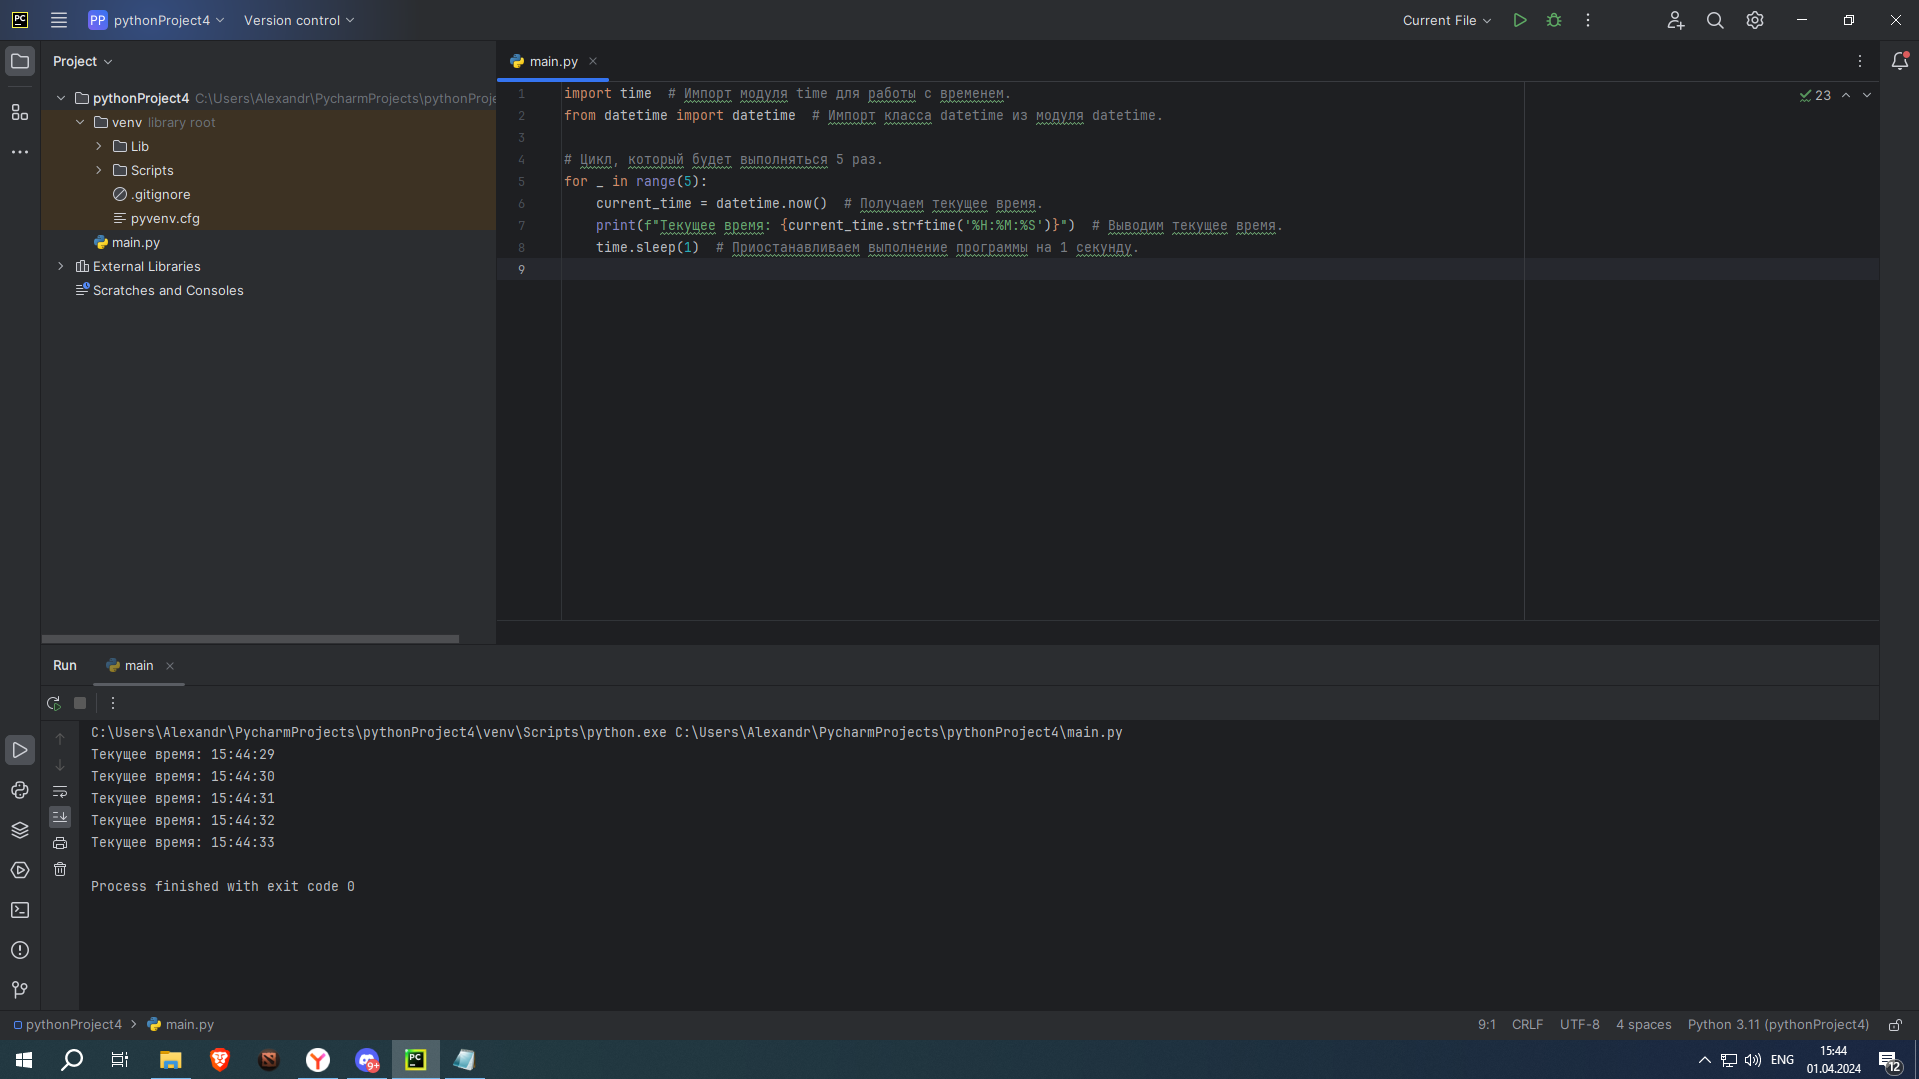 PC PP pythonProject4 Version control Current File
Project
main.py
pythonProject4 C:\Users\Alexandr\PycharmProjects\pythonProje
venv library root
Lib
Scripts
.gitignore
pyvenv.cfg
main.py
External Libraries
Scratches and Consoles
23
1 import time # Импорт модуля time для работы с временем.
2 from datetime import datetime # Импорт класса datetime из модуля datetime.
3
4 # Цикл, который будет выполняться 5 раз.
5 for _ in range(5):
6 current_time = datetime.now() # Получаем текущее время.
7 print(f"Текущее время: {current_time.strftime('%H:%M:%S')}") # Выводим текущее время.
8 time.sleep(1) # Приостанавливаем выполнение программы на 1 секунду.
9
Run main
C:\Users\Alexandr\PycharmProjects\pythonProject4\venv\Scripts\python.exe C:\Users\Alexandr\PycharmProjects\pythonProject4\main.py
Текущее время: 15:44:29
Текущее время: 15:44:30
Текущее время: 15:44:31
Текущее время: 15:44:32
Текущее время: 15:44:33
Process finished with exit code 0
pythonProject4 main.py 9:1 CRLF UTF-8 4 spaces Python 3.11 (pythonProject4)
9+ PC ENG 15:44
01.04.2024 12